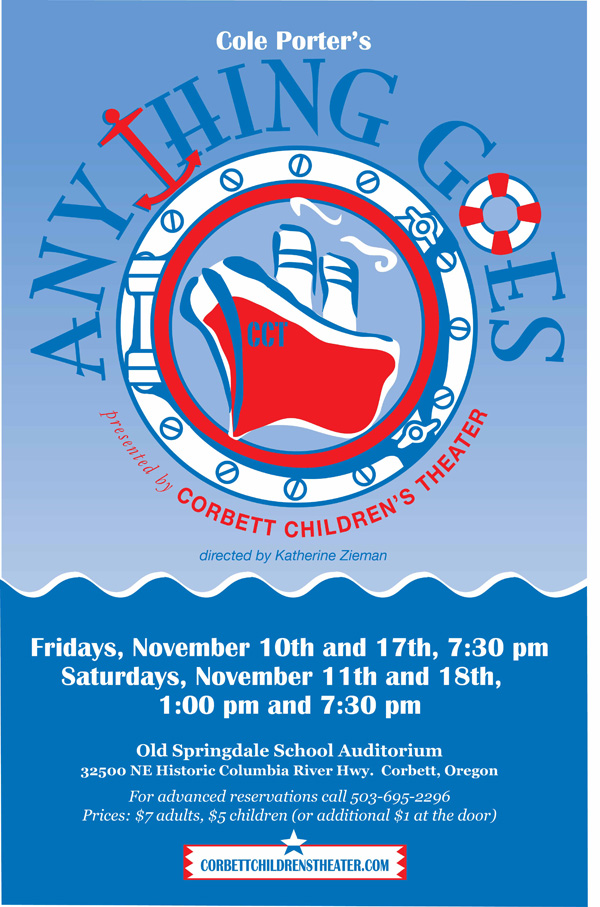 Cole Porter's
ANYTHING GOES
CCT
presented by CORBETT CHILDREN'S THEATER
directed by Katherine Zieman
Fridays, November 10th and 17th, 7:30 pm
Saturdays, November 11th and 18th,
1:00 pm and 7:30 pm
Old Springdale School Auditorium
32500 NE Historic Columbia River Hwy. Corbett, Oregon
For advanced reservations call 503-695-2296
Prices: $7 adults, $5 children (or additional $1 at the door)
CORBETTCHILDRENSTHEATER.COM